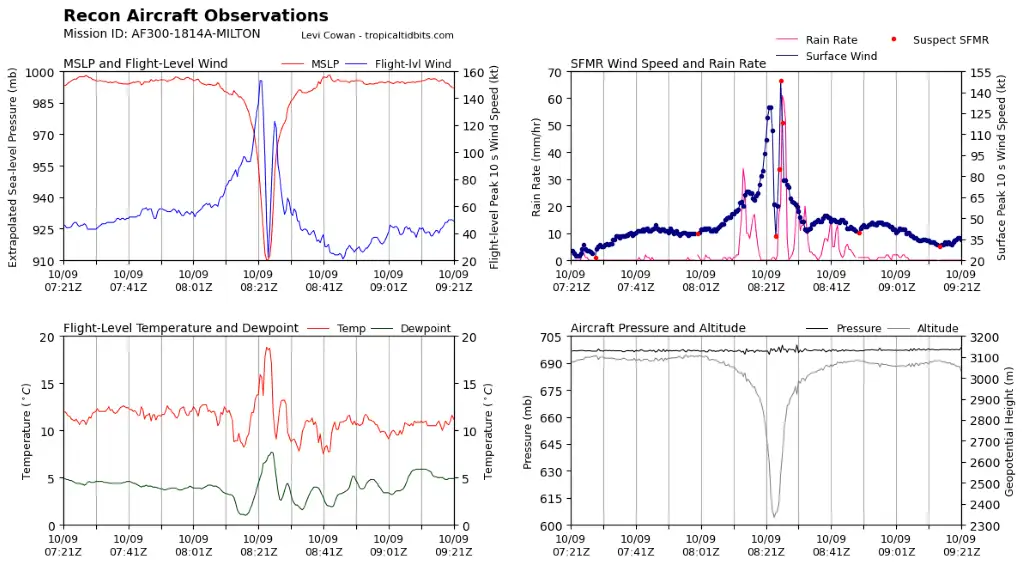 Recon Aircraft Observations
Mission ID: AF300-1814A-MILTON
Levi Cowan - tropicaltidbits.com
MSLP and Flight-Level Wind
MSLP
Flight-lvl Wind
Extrapolated Sea-level Pressure (mb)
1000
985
970
955
940
925
910
160
140
120
100
80
60
40
20
Flight-level Peak 10 s Wind Speed (kt)
10/09 10/09 10/09 10/09 10/09 10/09 10/09
07:21Z 07:41Z 08:01Z 08:21Z 08:41Z 09:01Z 09:21Z
SFMR Wind Speed and Rain Rate
Rain Rate
Surface Wind
Suspect SFMR
Rain Rate (mm/hr)
70
60
50
40
30
20
10
0
155
140
125
110
95
80
65
50
35
20
Surface Peak 10 s Wind Speed (kt)
10/09 10/09 10/09 10/09 10/09 10/09 10/09
07:21Z 07:41Z 08:01Z 08:21Z 08:41Z 09:01Z 09:21Z
Flight-Level Temperature and Dewpoint
Temp
Dewpoint
Temperature (°C)
20
15
10
5
0
20
15
10
5
0
Temperature (°C)
10/09 10/09 10/09 10/09 10/09 10/09 10/09
07:21Z 07:41Z 08:01Z 08:21Z 08:41Z 09:01Z 09:21Z
Aircraft Pressure and Altitude
Pressure
Altitude
Pressure (mb)
705
690
675
660
645
630
615
600
3200
3100
3000
2900
2800
2700
2600
2500
2400
2300
Geopotential Height (m)
10/09 10/09 10/09 10/09 10/09 10/09 10/09
07:21Z 07:41Z 08:01Z 08:21Z 08:41Z 09:01Z 09:21Z